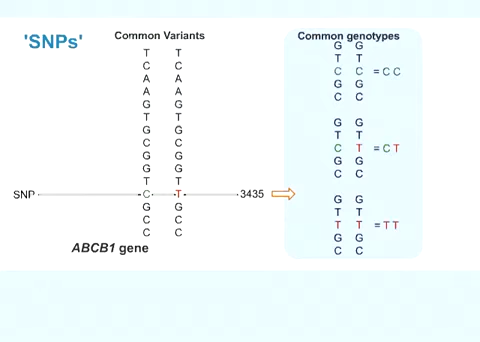 'SNPs'
Common Variants
T T
C C
A A
A A
G G
T T
G G
C C
G G
G G
T T
SNP C T 3435
G G
C C
C C
ABCB1 gene
Common genotypes
G G
T T
C C = C C
G G
C C
G G
T T
C T = C T
G G
C C
G G
T T
T T = T T
G G
C C